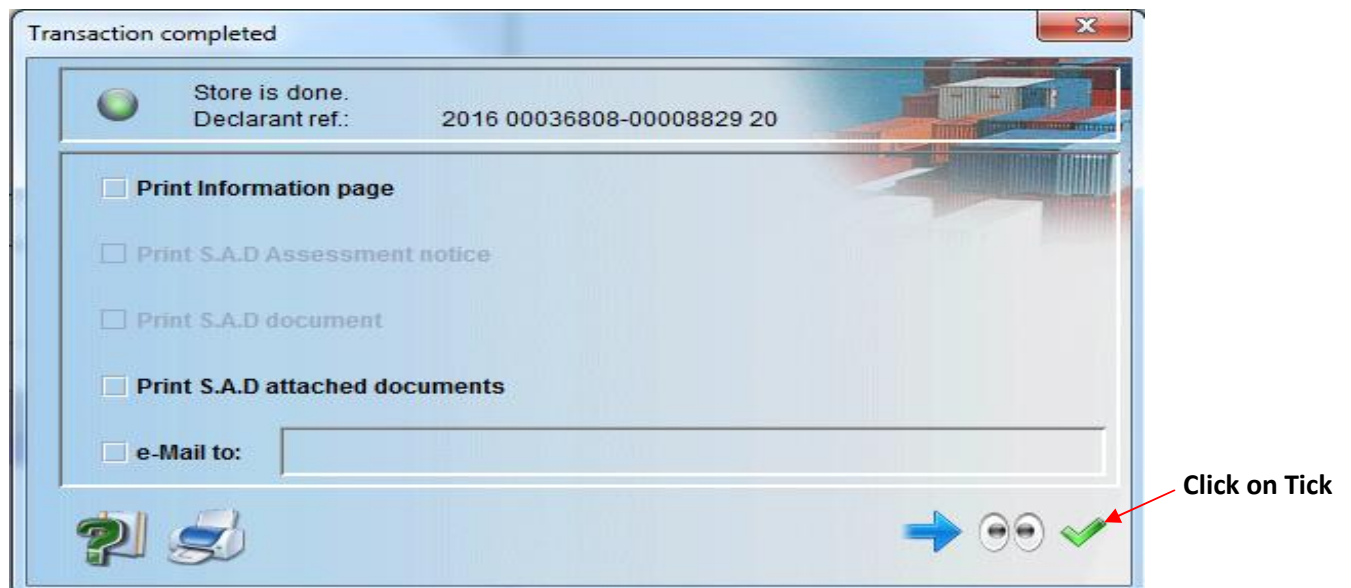 Transaction completed
Store is done.
Declarant ref.: 2016 00036808-00008829 20
Print Information page
Print S.A.D Assessment notice
Print S.A.D document
Print S.A.D attached documents
e-Mail to:
Click on Tick